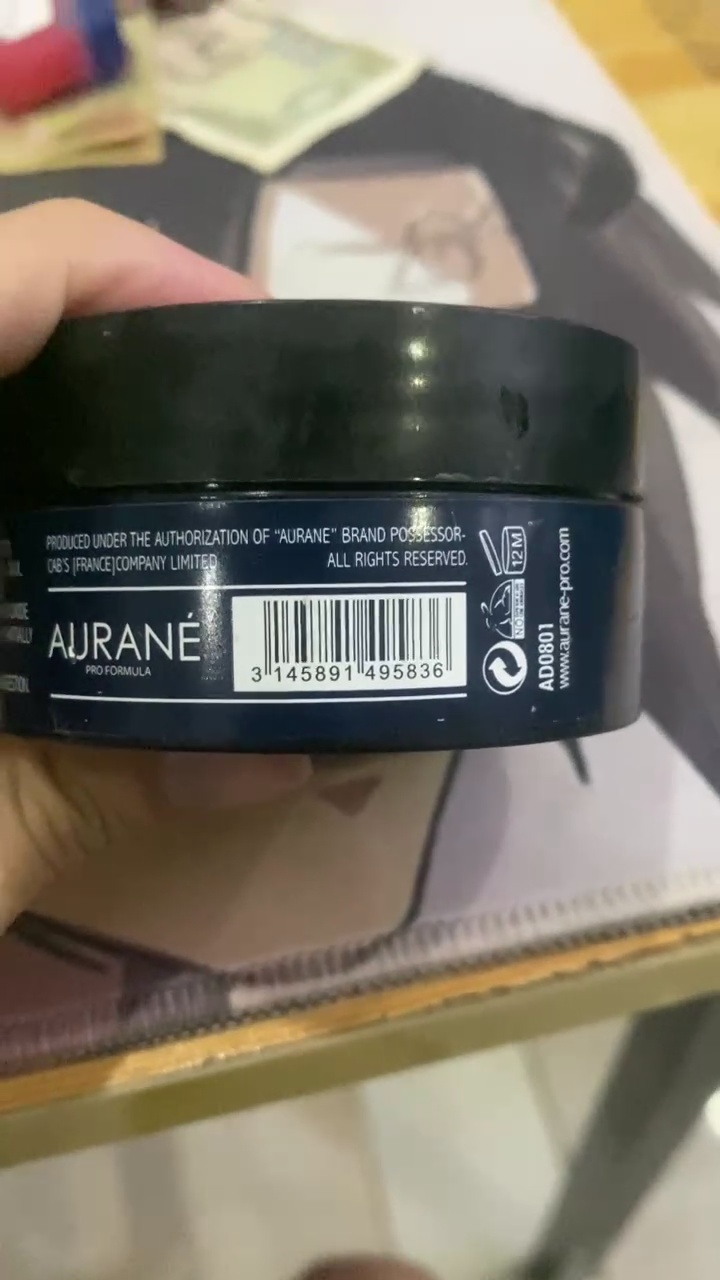 PRODUCED UNDER THE AUTHORIZATION OF "AURANE" BRAND POSSESSOR-
CAB'S [FRANCE]COMPANY LIMITED
ALL RIGHTS RESERVED.
AURANÉ
PRO FORMULA
3 145891 495836
12 M
AD0801
www.aurane-pro.com